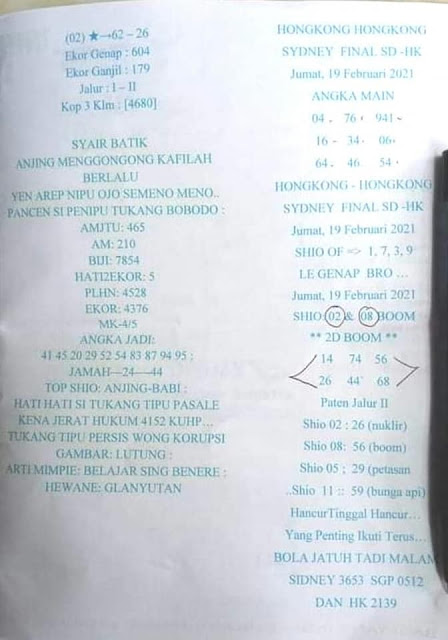 (02) ★→62 – 26
Ekor Genap : 604
Ekor Ganjil : 179
Jalur : I – II
Kop 3 Klm : [4680]
SYAIR BATIK
ANJING MENGGONGONG KAFILAH
BERLALU
YEN AREP NIPU OJO SEMENO MENO..
PANCEN SI PENIPU TUKANG BOBODO :
AMJTU: 465
AM: 210
BIJI: 7854
HATI2EKOR: 5
PLHN: 4528
EKOR: 4376
MK-4/5
ANGKA JADI:
41 45 20 29 52 54 83 87 94 95 :
JAMAH—24----44
TOP SHIO: ANJING-BABI :
HATI HATI SI TUKANG TIPU PASALE
KENA JERAT HUKUM 4152 KUHP…
TUKANG TIPU PERSIS WONG KORUPSI
GAMBAR: LUTUNG :
ARTI MIMPIE: BELAJAR SING BENERE :
HEWANE: GLANYUTAN
HONGKONG HONGKONG
SYDNEY FINAL SD -HK
Jumat, 19 Februari 2021
ANGKA MAIN
04 - 76 · 941~
16 - 34 · 06·
64 - 46 54 ·
HONGKONG - HONGKONG
SYDNEY FINAL SD -HK
Jumat, 19 Februari 2021
SHIO OF => 1, 7, 3, 9
LE GENAP BRO …
Jumat, 19 Februari 2021
SHIO: 02 & 08 BOOM
** 2D BOOM **
14 74 56
26 44 68
Paten Jalur II
Shio 02 : 26 (nuklir)
Shio 08: 56 (boom)
Shio 05 ; 29 (petasan
..Shio 11 :: 59 (bunga api)
HancurTinggal Hancur…
Yang Penting Ikuti Terus…
BOLA JATUH TADI MALAN
SIDNEY 3653 SGP 0512
DAN HK 2139